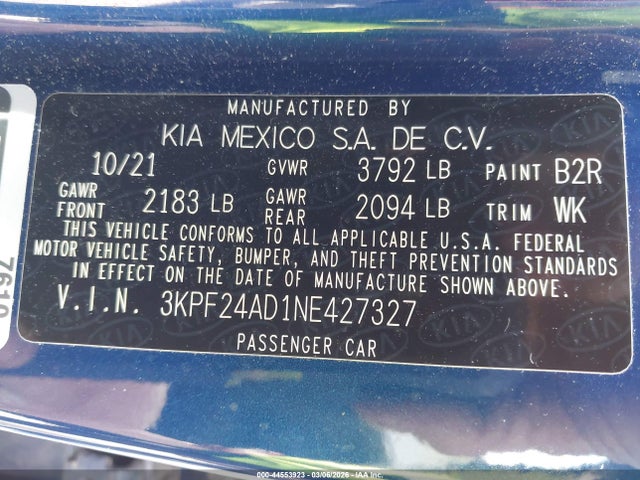 MANUFACTURED BY
KIA MEXICO S.A. DE C.V.
10/21 GVWR 3792 LB PAINT B2R
GAWR FRONT 2183 LB GAWR REAR 2094 LB TRIM WK
THIS VEHICLE CONFORMS TO ALL APPLICABLE U.S.A. FEDERAL
MOTOR VEHICLE SAFETY, BUMPER, AND THEFT PREVENTION STANDARDS
IN EFFECT ON THE DATE OF MANUFACTURE SHOWN ABOVE.
V.I.N. 3KPF24AD1NE427327
PASSENGER CAR
7610
000-44553923 - 03/06/2026 - IAA Inc.